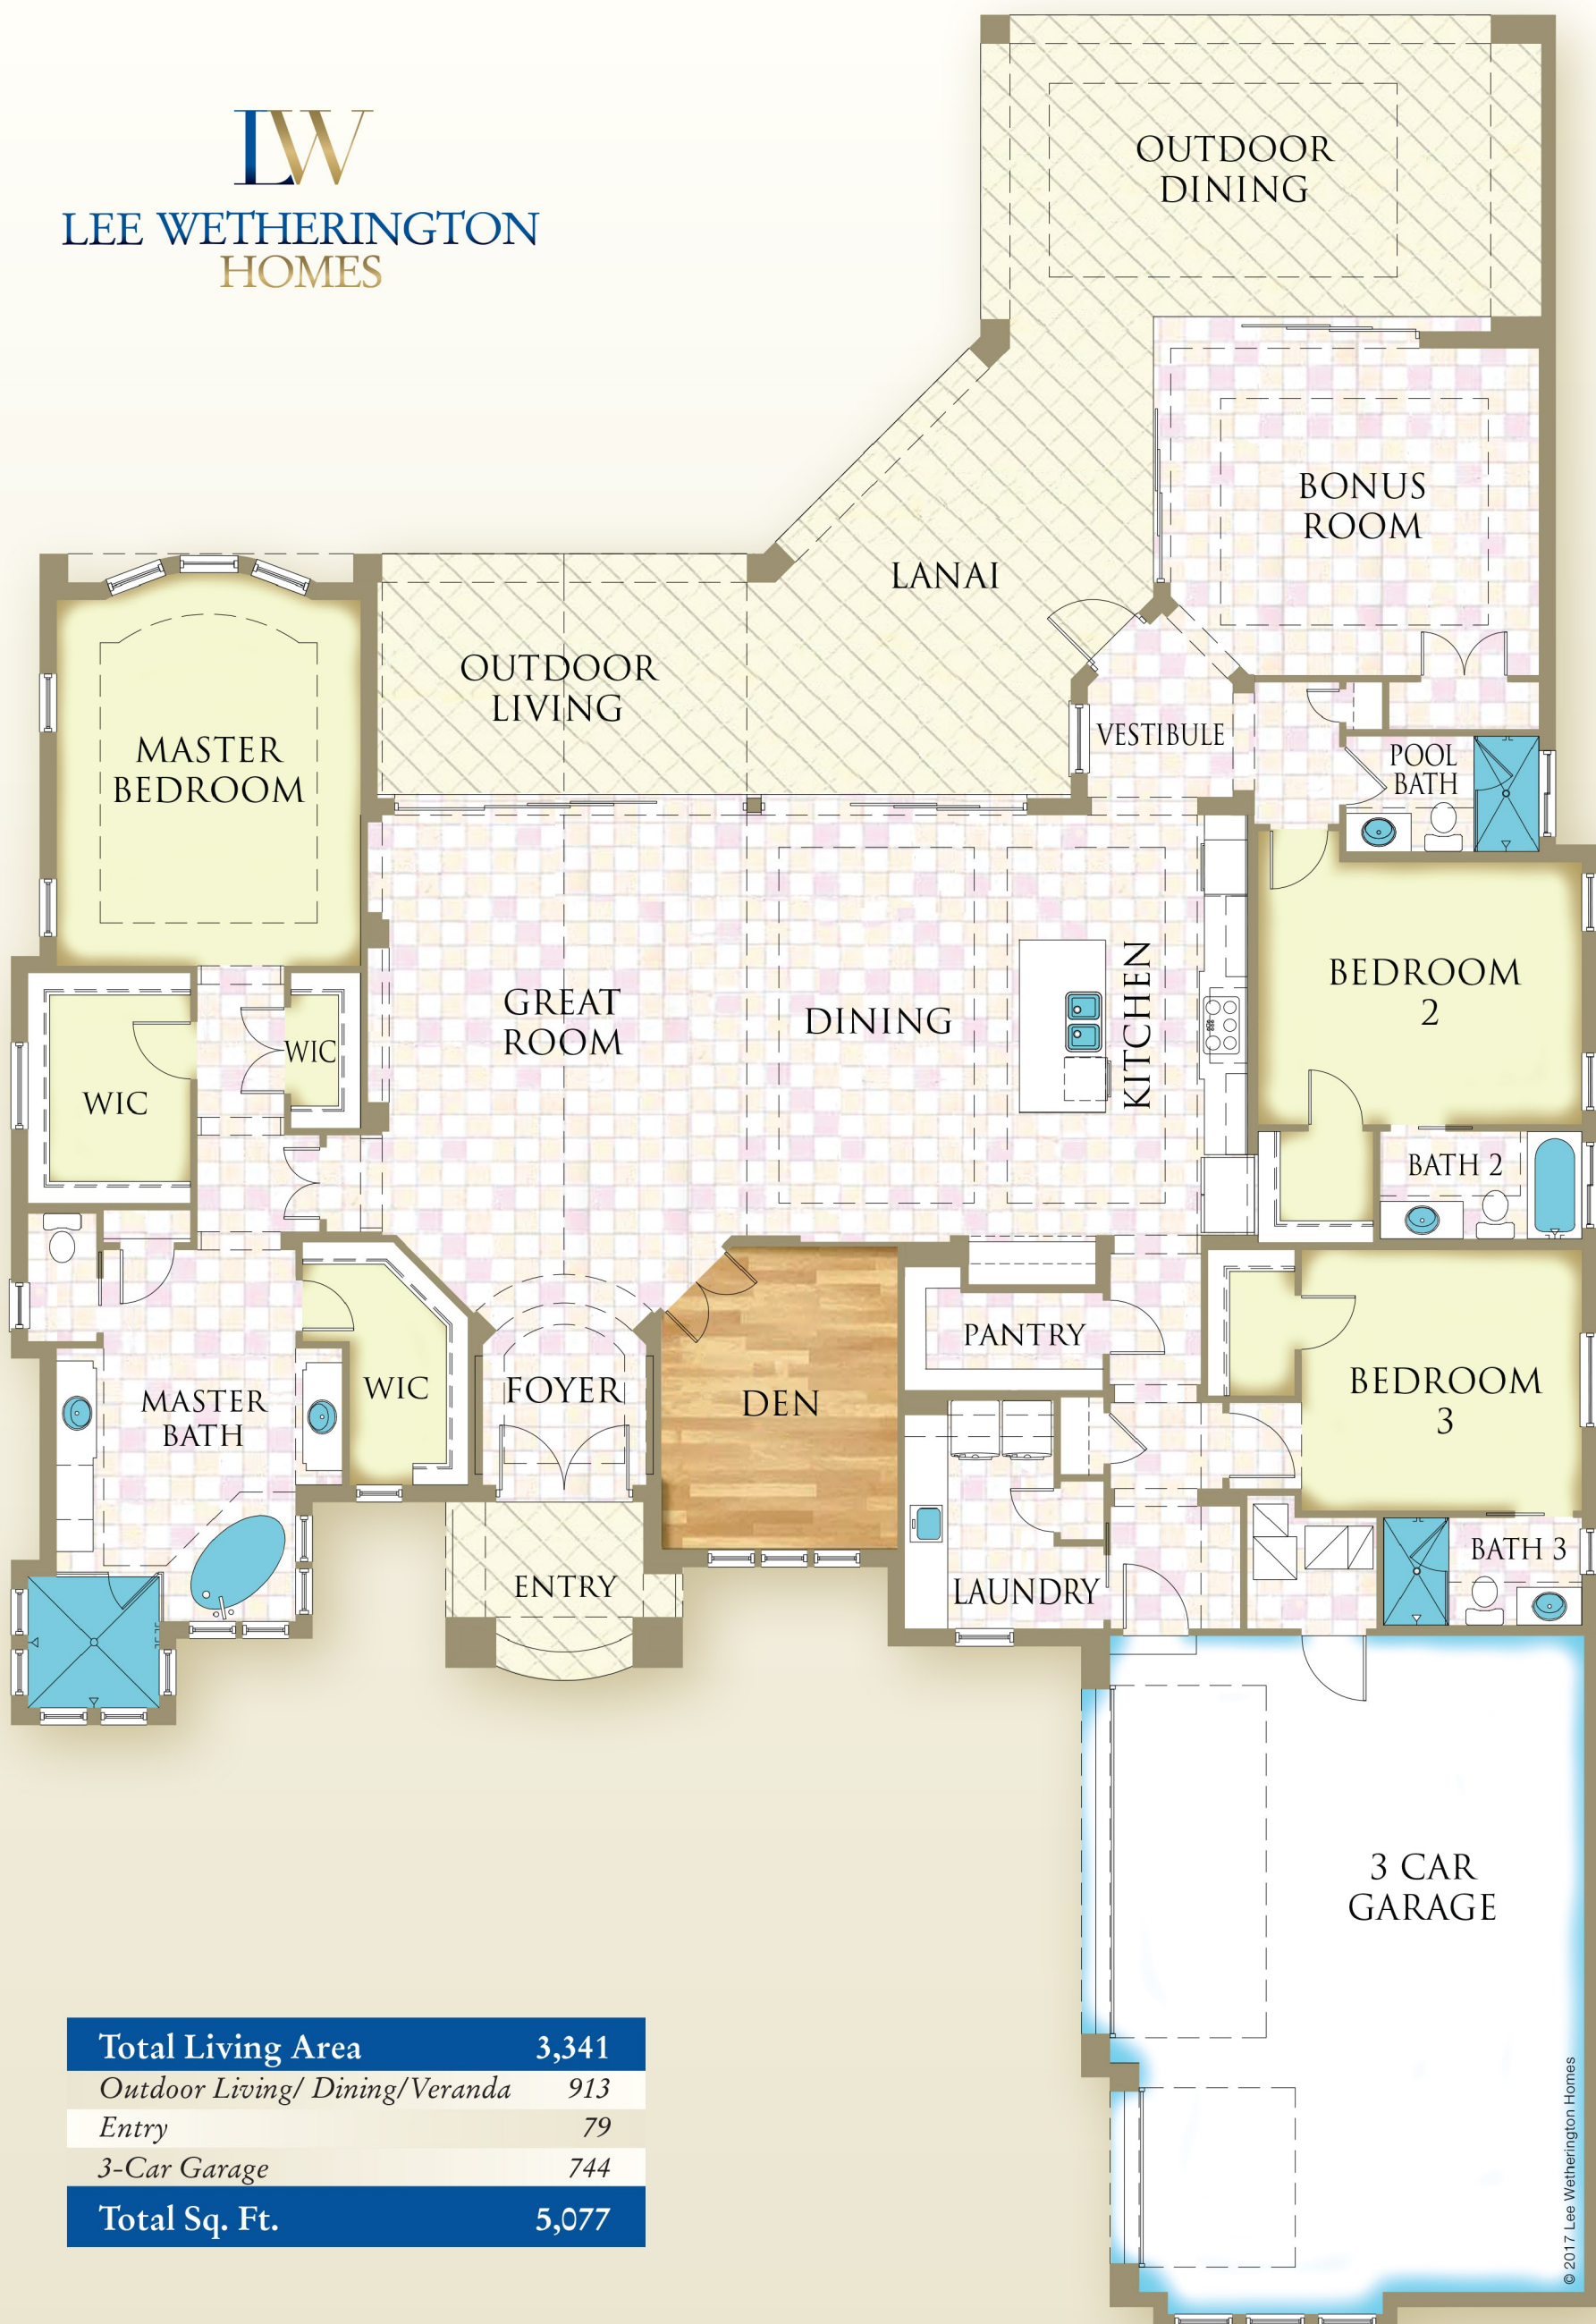 LW
LEE WETHERINGTON
HOMES
OUTDOOR
DINING
BONUS
ROOM
LANAI
OUTDOOR
LIVING
VESTIBULE
MASTER
BEDROOM
POOL
BATH
BEDROOM
2
GREAT
ROOM
DINING
KITCHEN
WIC
WIC
BATH 2
PANTRY
BEDROOM
3
MASTER
BATH
WIC
FOYER
DEN
ENTRY
LAUNDRY
BATH 3
3 CAR
GARAGE
Total Living Area 3,341
Outdoor Living/ Dining/Veranda 913
Entry 79
3-Car Garage 744
Total Sq. Ft. 5,077
© 2017 Lee Wetherington Homes